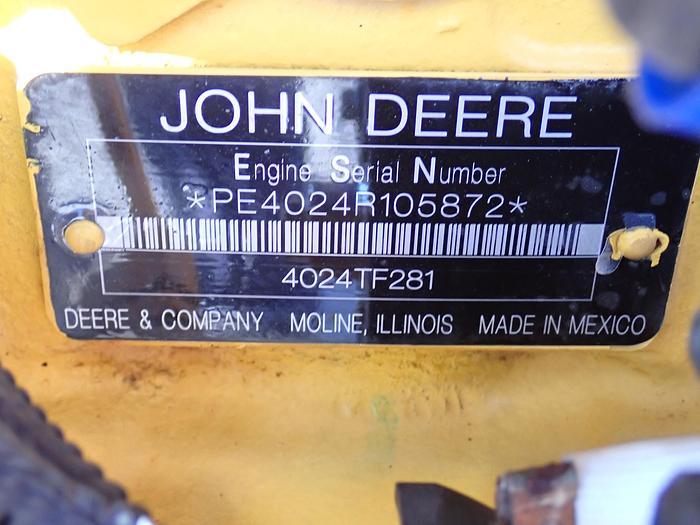 JOHN DEERE
Engine Serial Number
*PE4024R105872*
4024TF281
DEERE & COMPANY MOLINE, ILLINOIS MADE IN MEXICO